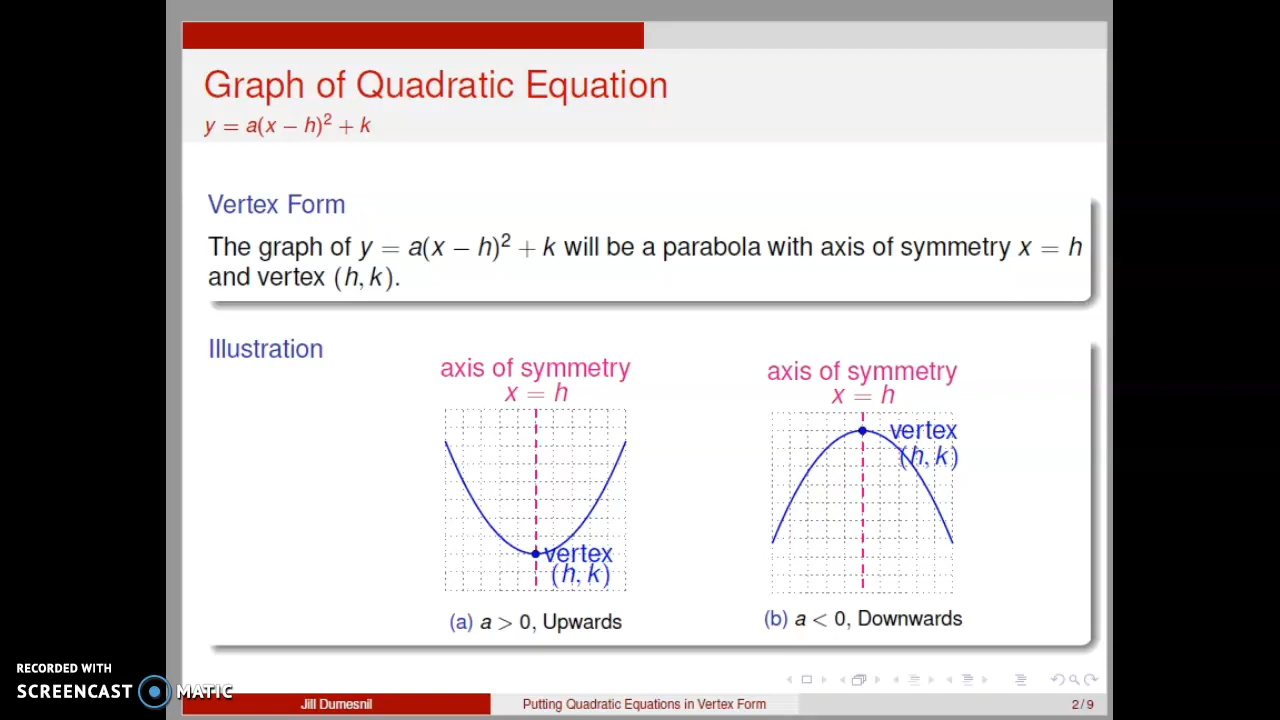 Graph of Quadratic Equation
y = a(x − h)² + k
Vertex Form
The graph of y = a(x − h)² + k will be a parabola with axis of symmetry x = h
and vertex (h, k).
Illustration
axis of symmetry
x = h
vertex
(h, k)
(a) a > 0, Upwards
axis of symmetry
x = h
vertex
(h, k)
(b) a < 0, Downwards
RECORDED WITH
SCREENCAST MATIC
Jill Dumesnil
Putting Quadratic Equations in Vertex Form
2 / 9